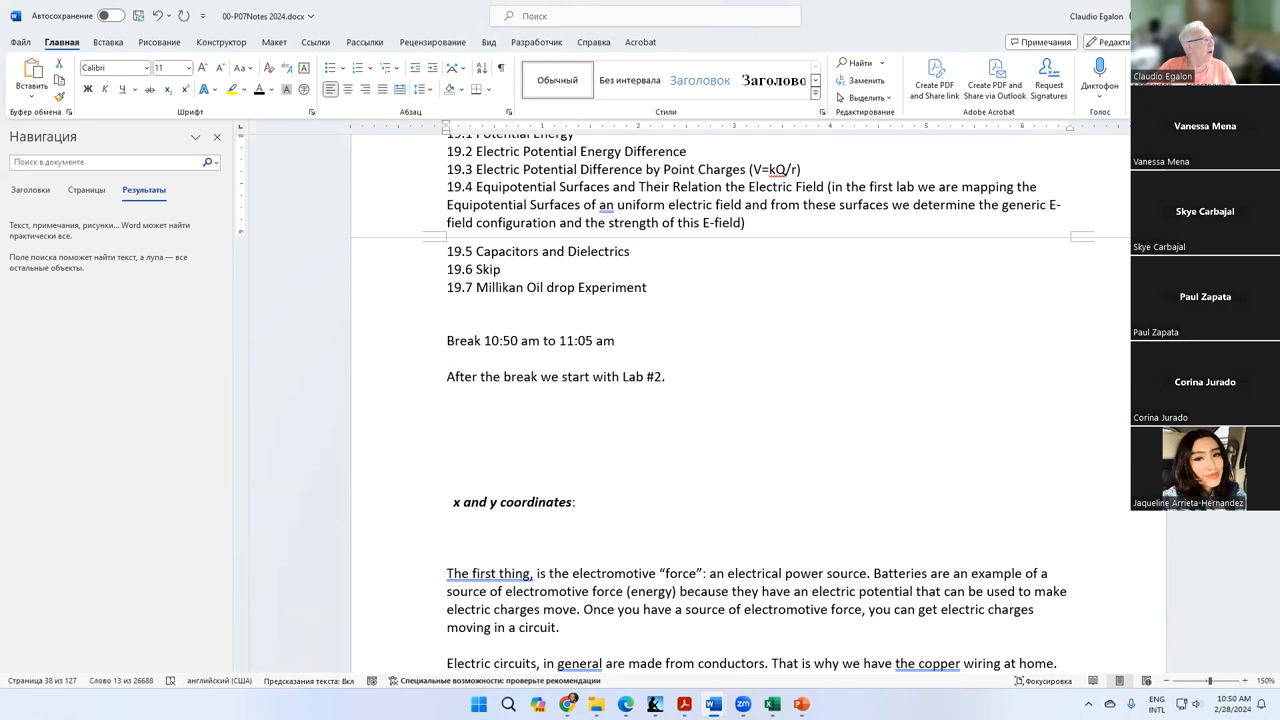 Автосохранение
00-P07Notes 2024.docx
Поиск
Claudio Egalon
Файл Главная Вставка Рисование Конструктор Макет Ссылки Рассылки Рецензирование Вид Разработчик Справка Acrobat
Примечания
Вставить
Calibri 11
Обычный Без интервала Заголовок
Найти
Заменить
Выделить
Create PDF and Share link
Create PDF and Share via Outlook
Request Signatures
Диктофон
Буфер обмена Шрифт Абзац Стили Редактирование Adobe Acrobat Голос
Навигация
Поиск в документе
Заголовки Страницы Результаты
Текст, примечания, рисунки... Word может найти практически все.
Поле поиска поможет найти текст, а лупа — все остальные объекты.
19.1 Potential Energy
19.2 Electric Potential Energy Difference
19.3 Electric Potential Difference by Point Charges (V=kQ/r)
19.4 Equipotential Surfaces and Their Relation the Electric Field (in the first lab we are mapping the
Equipotential Surfaces of an uniform electric field and from these surfaces we determine the generic E-
field configuration and the strength of this E-field)
19.5 Capacitors and Dielectrics
19.6 Skip
19.7 Millikan Oil drop Experiment
Break 10:50 am to 11:05 am
After the break we start with Lab #2.
x and y coordinates:
The first thing, is the electromotive “force”: an electrical power source. Batteries are an example of a
source of electromotive force (energy) because they have an electric potential that can be used to make
electric charges move. Once you have a source of electromotive force, you can get electric charges
moving in a circuit.
Electric circuits, in general are made from conductors. That is why we have the copper wiring at home.
Claudio Egalon
Vanessa Mena
Vanessa Mena
Skye Carbajal
Skye Carbajal
Paul Zapata
Paul Zapata
Corina Jurado
Corina Jurado
Jaqueline Arrieta-Hernandez
Страница 38 из 127 Слово 13 из 26688 английский (США) Предсказания текста: Вкл Специальные возможности: проверьте рекомендации
Фокусировка
150%
ENG
INTL
10:50 AM
2/28/2024